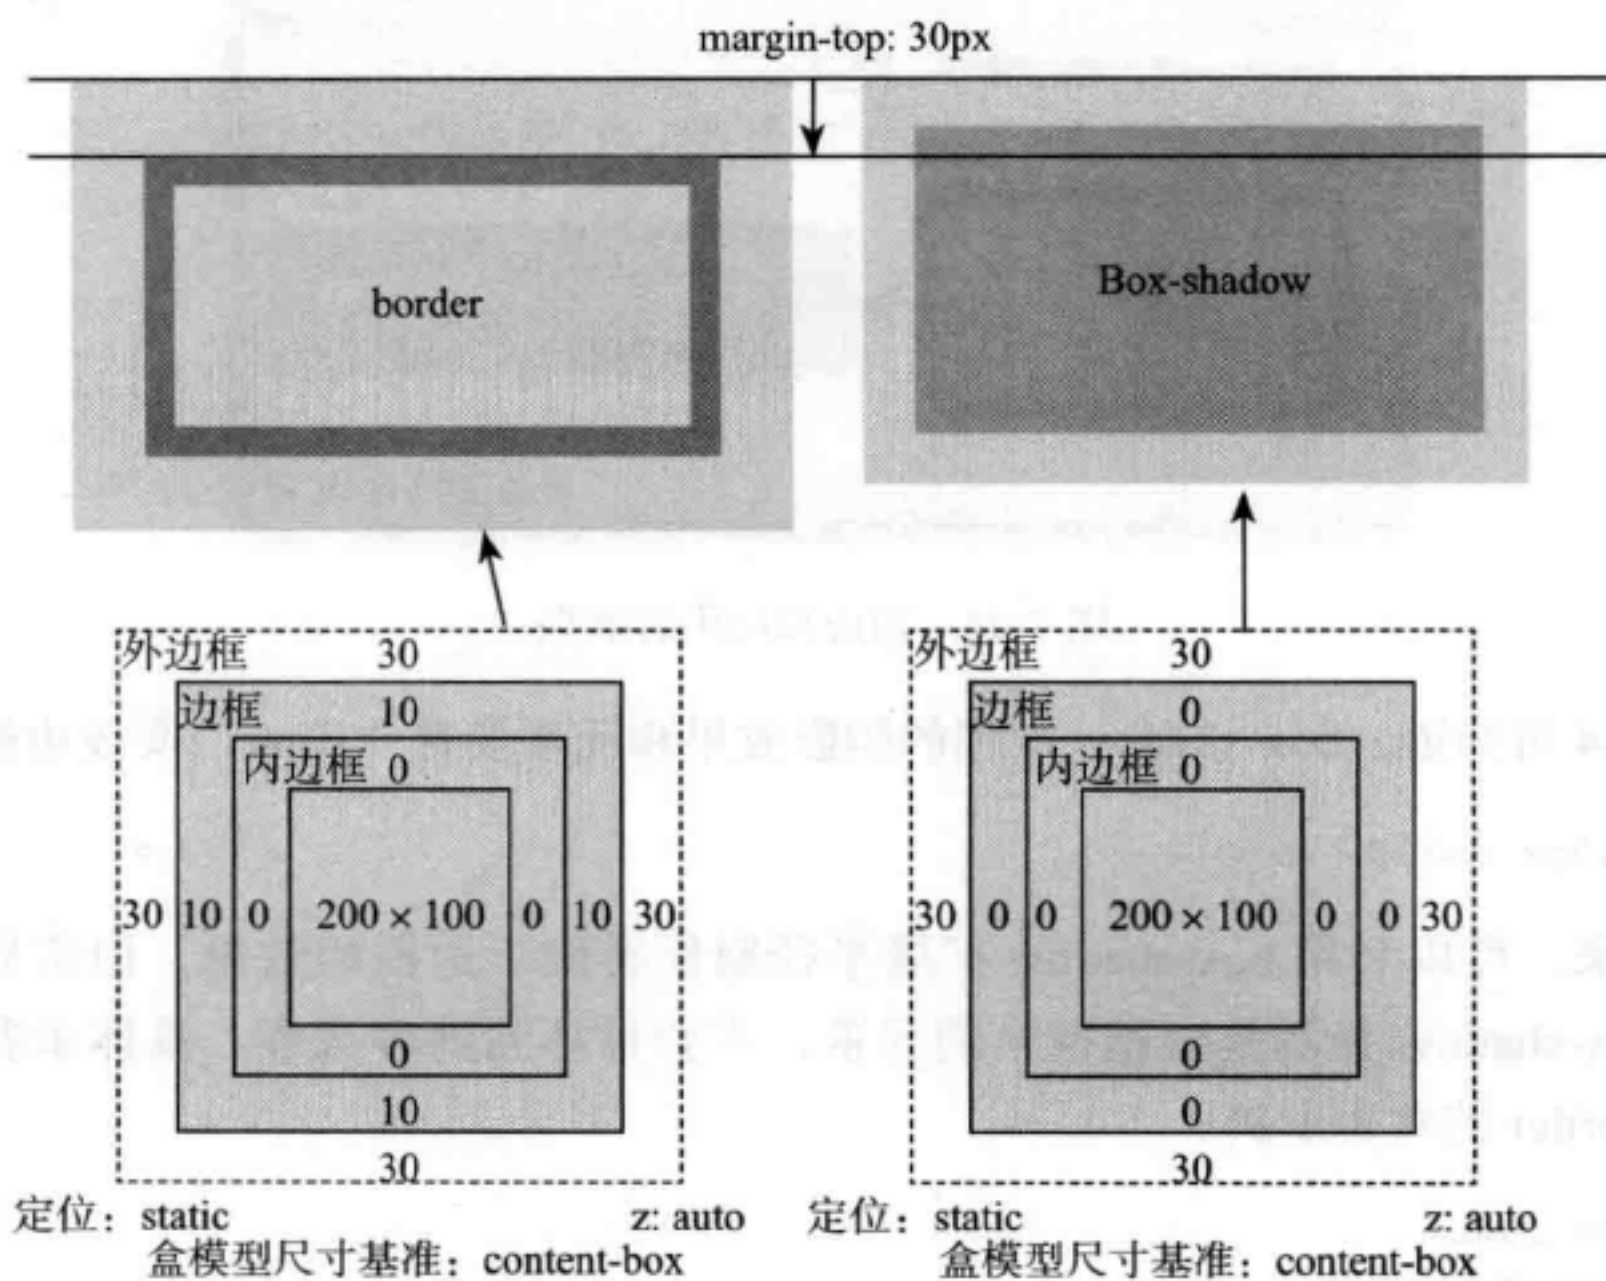 margin-top: 30px
border
Box-shadow
外边框 30
边框 10
内边框 0
30 10 0 200 × 100 0 10 30
0
10
30
定位：static z: auto
盒模型尺寸基准：content-box
外边框 30
边框 0
内边框 0
30 0 0 200 × 100 0 0 30
0
0
30
定位：static z: auto
盒模型尺寸基准：content-box